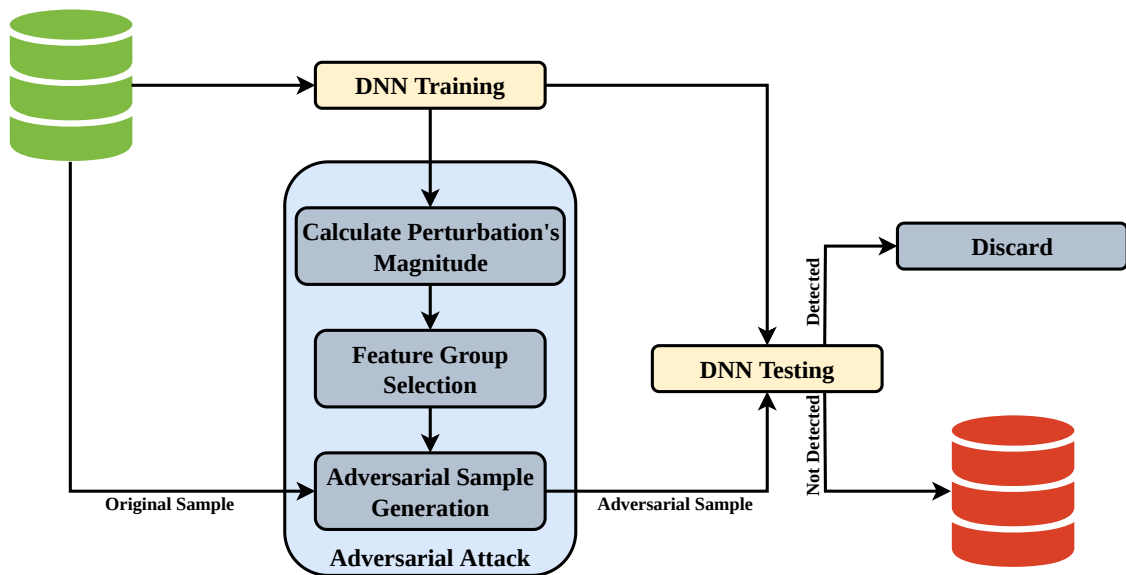 DNN Training
Calculate Perturbation's
Magnitude
Feature Group
Selection
Adversarial Sample
Generation
Adversarial Attack
Original Sample
Adversarial Sample
DNN Testing
Detected
Not Detected
Discard